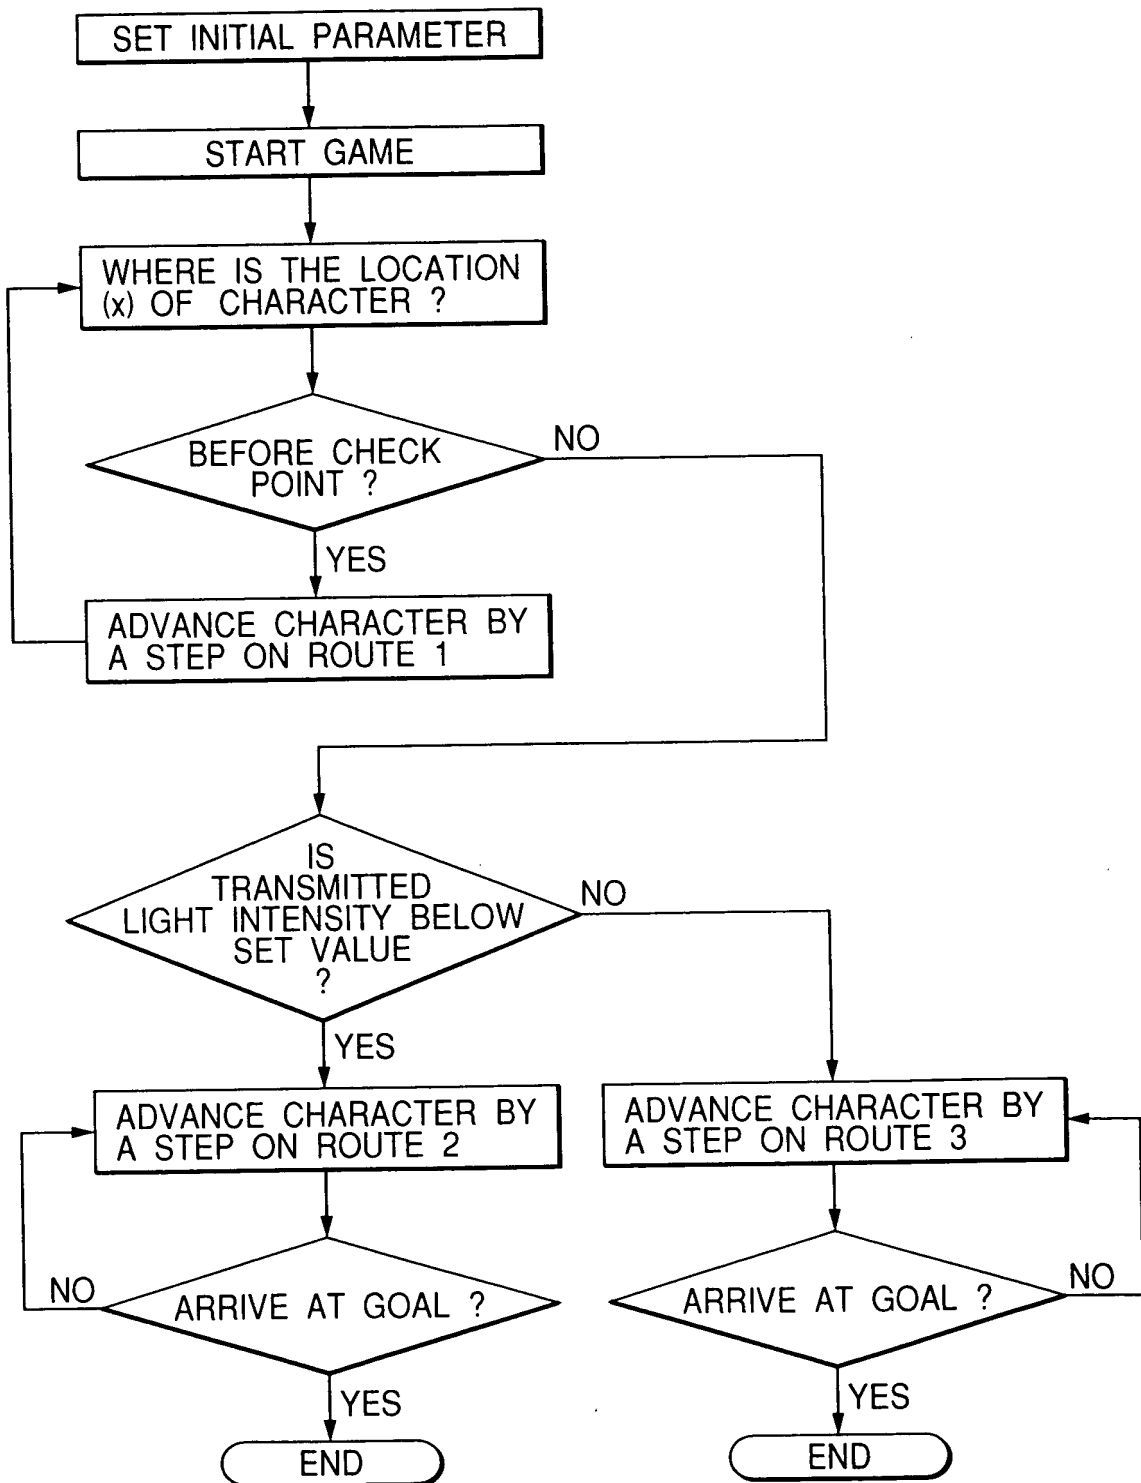 SET INITIAL PARAMETER
START GAME
WHERE IS THE LOCATION
(x) OF CHARACTER ?
BEFORE CHECK
POINT ?
NO
YES
ADVANCE CHARACTER BY
A STEP ON ROUTE 1
IS
TRANSMITTED
LIGHT INTENSITY BELOW
SET VALUE
?
NO
YES
ADVANCE CHARACTER BY
A STEP ON ROUTE 2
ADVANCE CHARACTER BY
A STEP ON ROUTE 3
NO
ARRIVE AT GOAL ?
ARRIVE AT GOAL ?
NO
YES
YES
END
END